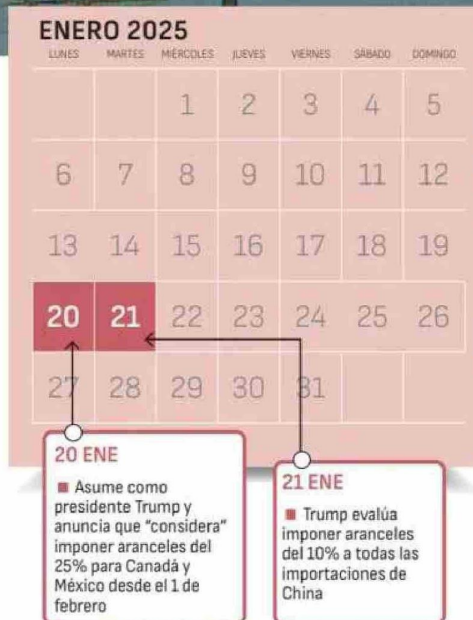 ENERO 2025
LUNES MARTES MIÉRCOLES JUEVES VIERNES SÁBADO DOMINGO
1 2 3 4 5
6 7 8 9 10 11 12
13 14 15 16 17 18 19
20 21 22 23 24 25 26
27 28 29 30 31
20 ENE
■ Asume como
presidente Trump y
anuncia que “considera”
imponer aranceles del
25% para Canadá y
México desde el 1 de
febrero
21 ENE
■ Trump evalúa
imponer aranceles
del 10% a todas las
importaciones de
China